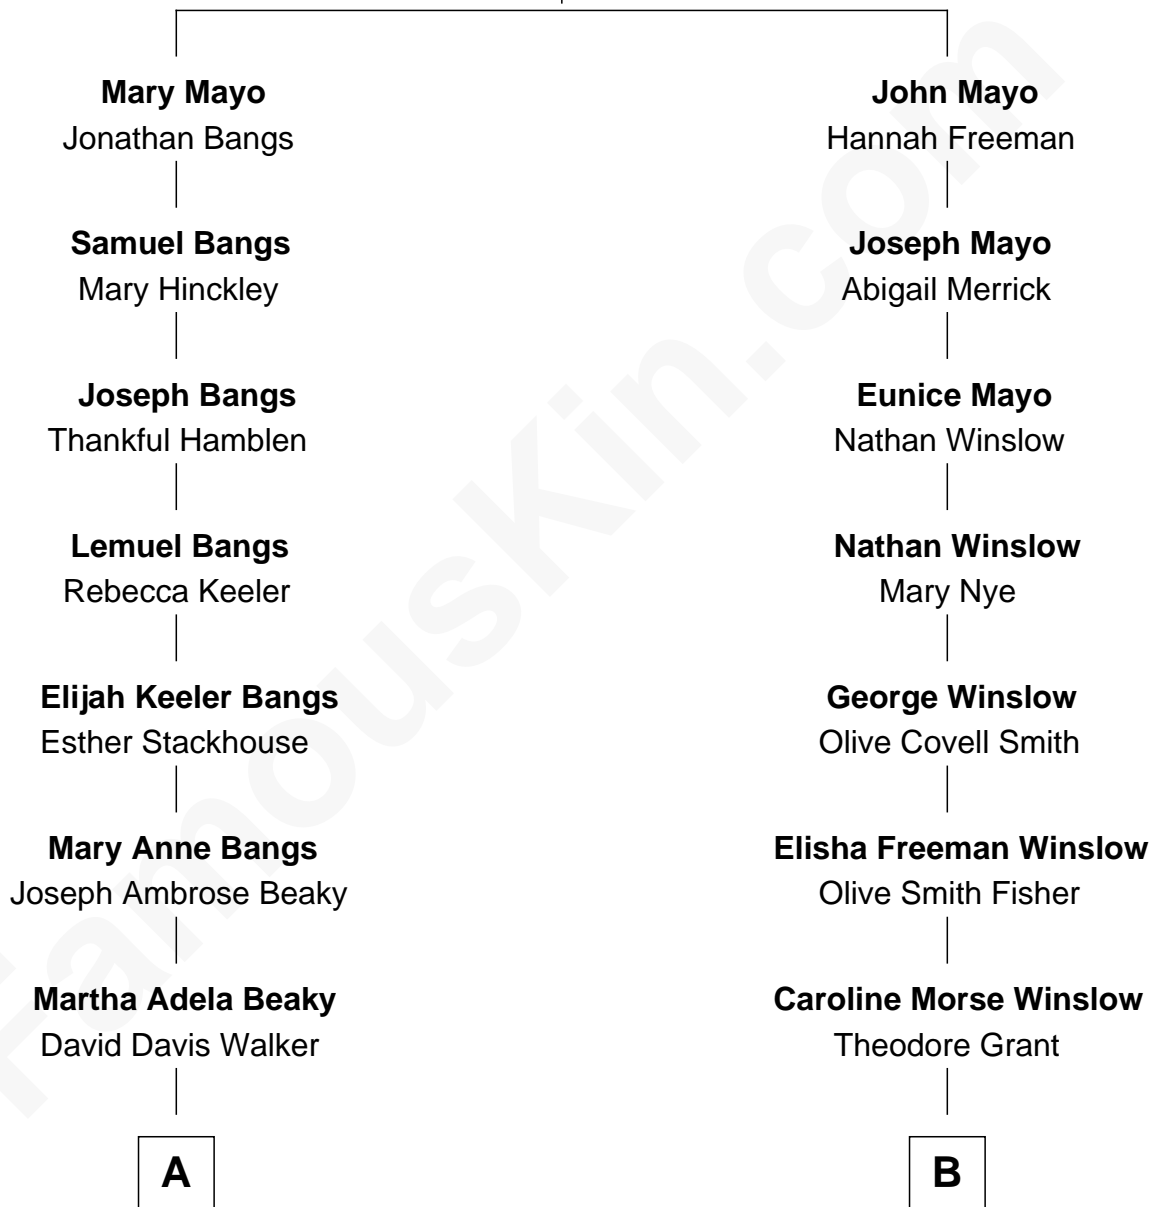 Mary Mayo
Jonathan Bangs
Samuel Bangs
Mary Hinckley
Joseph Bangs
Thankful Hamblen
Lemuel Bangs
Rebecca Keeler
Elijah Keeler Bangs
Esther Stackhouse
Mary Anne Bangs
Joseph Ambrose Beaky
Martha Adela Beaky
David Davis Walker
A
John Mayo
Hannah Freeman
Joseph Mayo
Abigail Merrick
Eunice Mayo
Nathan Winslow
Nathan Winslow
Mary Nye
George Winslow
Olive Covell Smith
Elisha Freeman Winslow
Olive Smith Fisher
Caroline Morse Winslow
Theodore Grant
B
FamousKin.com